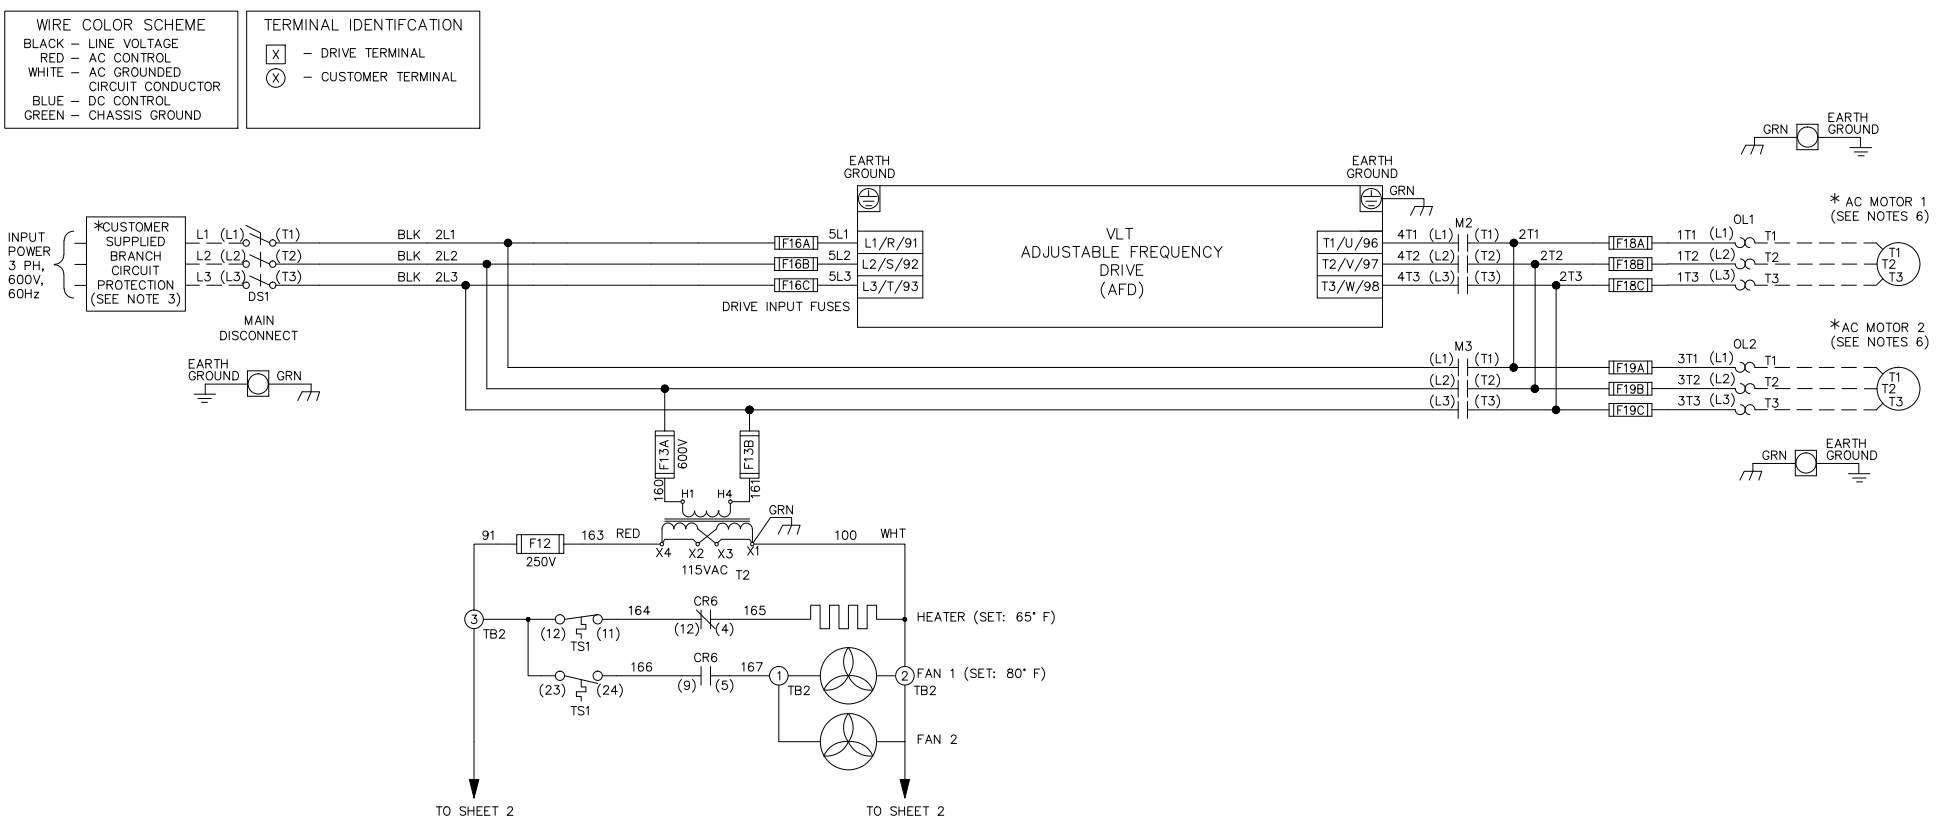 WIRE COLOR SCHEME
BLACK – LINE VOLTAGE
RED – AC CONTROL
WHITE – AC GROUNDED
CIRCUIT CONDUCTOR
BLUE – DC CONTROL
GREEN – CHASSIS GROUND
TERMINAL IDENTIFCATION
X – DRIVE TERMINAL
X – CUSTOMER TERMINAL
INPUT
POWER
3 PH,
600V,
60Hz
*CUSTOMER
SUPPLIED
BRANCH
CIRCUIT
PROTECTION
(SEE NOTE 3)
L1 (L1) (T1) BLK 2L1
L2 (L2) (T2) BLK 2L2
L3 (L3) (T3) BLK 2L3
DS1
MAIN
DISCONNECT
EARTH
GROUND GRN
F16A 5L1 L1/R/91
F16B 5L2 L2/S/92
F16C 5L3 L3/T/93
DRIVE INPUT FUSES
EARTH
GROUND
VLT
ADJUSTABLE FREQUENCY
DRIVE
(AFD)
EARTH
GROUND
GRN
T1/U/96 4T1 (L1) M2 (T1) 2T1
T2/V/97 4T2 (L2) (T2) 2T2
T3/W/98 4T3 (L3) (T3) 2T3
F18A 1T1 (L1) OL1 T1
F18B 1T2 (L2) T2
F18C 1T3 (L3) T3
GRN EARTH
GROUND
* AC MOTOR 1
(SEE NOTES 6)
T1
T2
T3
M3
(L1) (T1)
(L2) (T2)
(L3) (T3)
F19A 3T1 (L1) OL2 T1
F19B 3T2 (L2) T2
F19C 3T3 (L3) T3
*AC MOTOR 2
(SEE NOTES 6)
T1
T2
T3
GRN EARTH
GROUND
F13A
600V
F13B
160
161
H1 H4
GRN
91 F12 163 RED
250V
X4 X2 X3 X1
115VAC T2
100 WHT
3
TB2
(12) (11) 164
TS1
CR6
(12) (4) 165
HEATER (SET: 65° F)
(23) (24) 166
TS1
CR6
(9) (5) 167
1
TB2
2
TB2
FAN 1 (SET: 80° F)
FAN 2
TO SHEET 2
TO SHEET 2